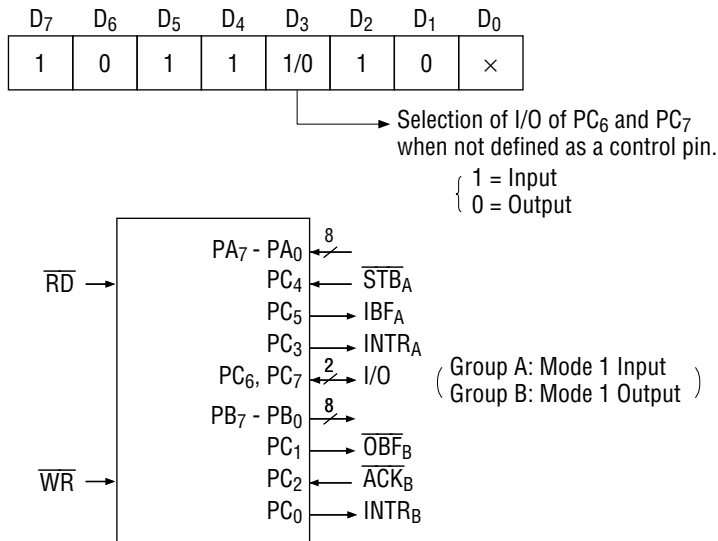 D7 D6 D5 D4 D3 D2 D1 D0
1 0 1 1 1/0 1 0 ×
Selection of I/O of PC6 and PC7
when not defined as a control pin.
1 = Input
0 = Output
PA7 - PA0 8
RD PC4 STBA
PC5 IBFA
PC3 INTRA
PC6, PC7 2 I/O
(Group A: Mode 1 Input
Group B: Mode 1 Output)
PB7 - PB0 8
PC1 OBFB
WR PC2 ACKB
PC0 INTRB